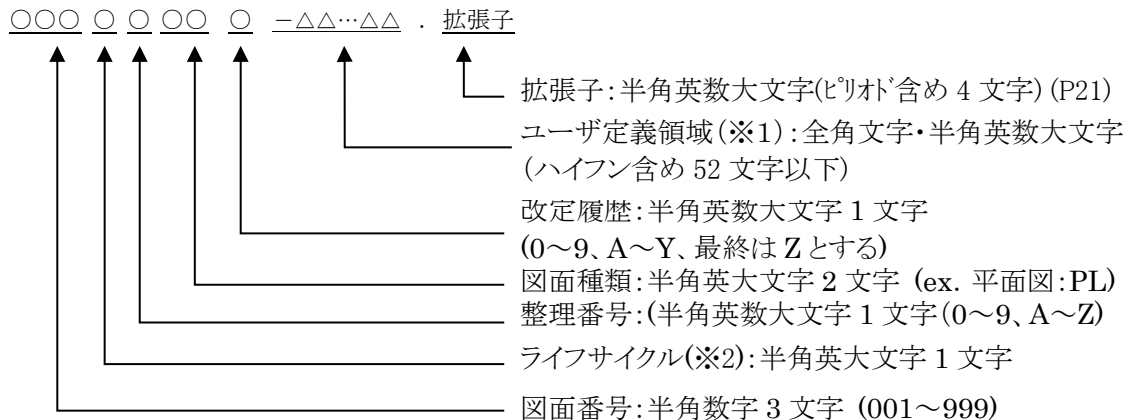 ○○○ ○ ○ ○○ ○ －△△…△△ . 拡張子
拡張子：半角英数大文字(ﾋﾟﾘｵﾄﾞ含め 4 文字) (P21)
ユーザ定義領域(※1)：全角文字・半角英数大文字
(ハイフン含め 52 文字以下)
改定履歴：半角英数大文字 1 文字
(0～9、A～Y、最終は Z とする)
図面種類：半角英大文字 2 文字 (ex. 平面図：PL)
整理番号：(半角英数大文字 1 文字(0～9、A～Z)
ライフサイクル(※2)：半角英大文字 1 文字
図面番号：半角数字 3 文字 (001～999)